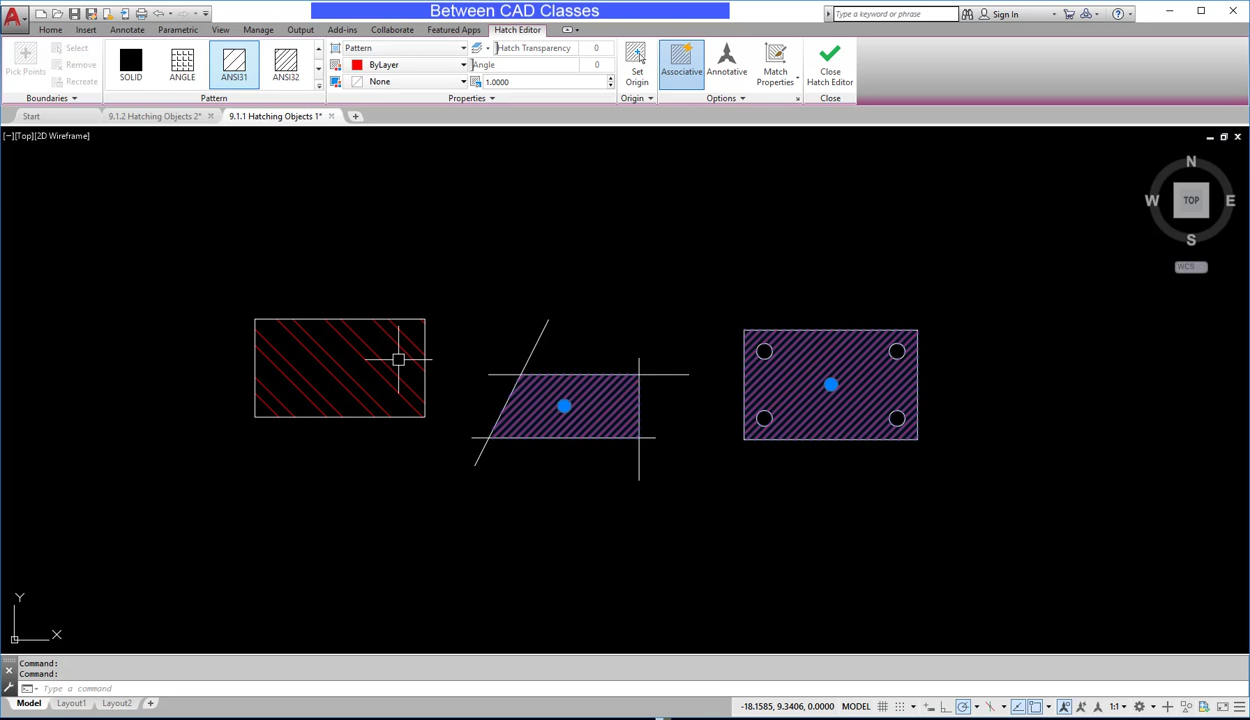 Between CAD Classes
Type a keyword or phrase
Sign In
Home Insert Annotate Parametric View Manage Output Add-ins Collaborate Featured Apps Hatch Editor
Pick Points
Select
Remove
Recreate
Boundaries
SOLID
ANGLE
ANSI31
ANSI32
Pattern
Pattern
ByLayer
None
Hatch Transparency 0
Angle 0
1.0000
Properties
Set
Origin
Origin
Associative
Annotative
Match
Properties
Options
Close
Hatch Editor
Close
Start 9.1.2 Hatching Objects 2* 9.1.1 Hatching Objects 1*
[−][Top][2D Wireframe]
N
W TOP E
S
WCS
Y
X
Command:
Command:
Type a command
Model Layout1 Layout2
-18.1585, 9.3406, 0.0000 MODEL 1:1